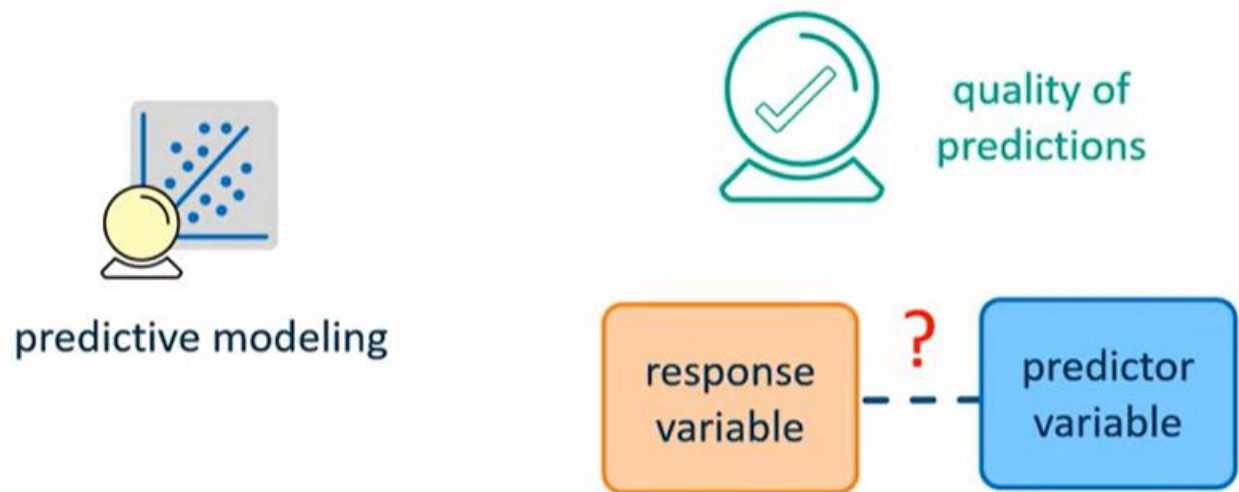 quality of
predictions
predictive modeling
?
response
variable
predictor
variable